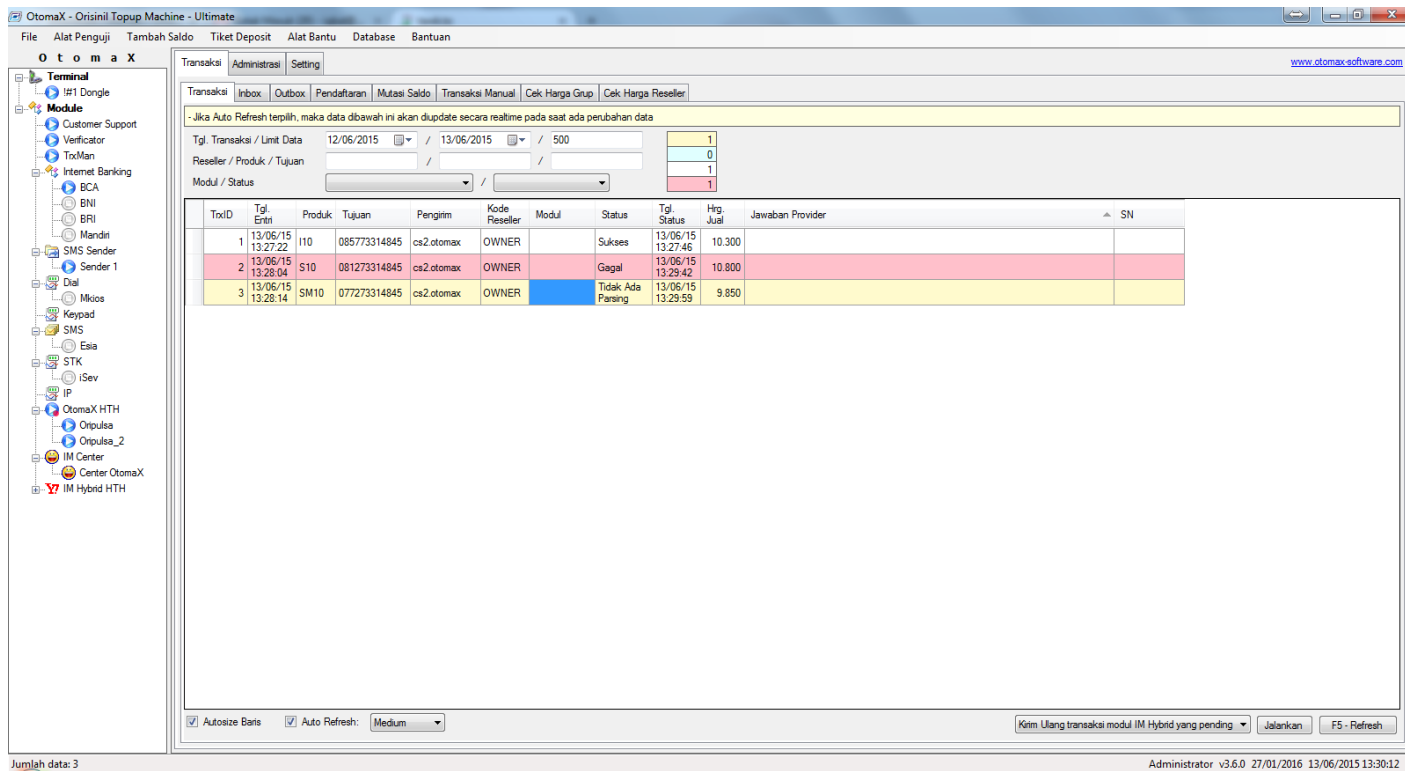 OtomaX - Orisinil Topup Machine - Ultimate
File Alat Penguji Tambah Saldo Tiket Deposit Alat Bantu Database Bantuan
O t o m a X
Terminal
!#1 Dongle
Module
Customer Support
Verificator
TrxMan
Internet Banking
BCA
BNI
BRI
Mandiri
SMS Sender
Sender 1
Dial
Mkios
Keypad
SMS
Esia
STK
iSev
IP
OtomaX HTH
Oripulsa
Oripulsa_2
IM Center
Center OtomaX
IM Hybrid HTH
Transaksi Administrasi Setting
www.otomax-software.com
Transaksi Inbox Outbox Pendaftaran Mutasi Saldo Transaksi Manual Cek Harga Grup Cek Harga Reseller
- Jika Auto Refresh terpilih, maka data dibawah ini akan diupdate secara realtime pada saat ada perubahan data
Tgl. Transaksi / Limit Data 12/06/2015 / 13/06/2015 / 500
Reseller / Produk / Tujuan / /
Modul / Status /
1
0
1
1
TrxID Tgl. Entri Produk Tujuan Pengirim Kode Reseller Modul Status Tgl. Status Hrg. Jual Jawaban Provider SN
1 13/06/15 13:27:22 I10 085773314845 cs2.otomax OWNER Sukses 13/06/15 13:27:46 10.300
2 13/06/15 13:28:04 S10 081273314845 cs2.otomax OWNER Gagal 13/06/15 13:29:42 10.800
3 13/06/15 13:28:14 SM10 077273314845 cs2.otomax OWNER Tidak Ada Parsing 13/06/15 13:29:59 9.850
Autosize Baris Auto Refresh: Medium
Kirim Ulang transaksi modul IM Hybrid yang pending Jalankan F5 - Refresh
Jumlah data: 3
Administrator v3.6.0 27/01/2016 13/06/2015 13:30:12